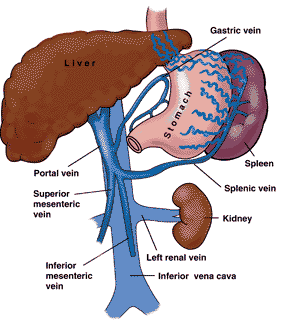 Gastric vein
Liver
Stomach
Portal vein
Spleen
Superior
mesenteric
vein
Splenic vein
Kidney
Left renal vein
Inferior
mesenteric
vein
Inferior vena cava